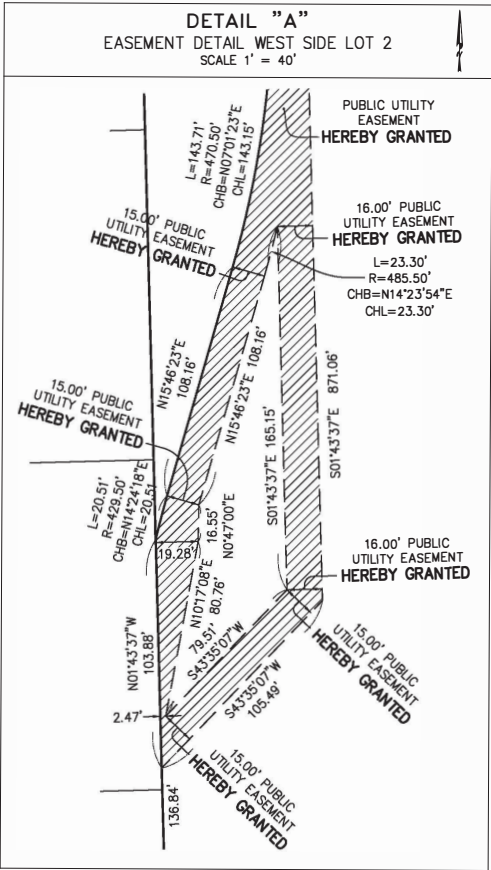 DETAIL "A"
EASEMENT DETAIL WEST SIDE LOT 2
SCALE 1' = 40'
PUBLIC UTILITY
EASEMENT
HEREBY GRANTED
L=143.71'
R=470.50'
CHB=N07°01'23"E
CHL=143.15'
15.00' PUBLIC
UTILITY EASEMENT
HEREBY GRANTED
16.00' PUBLIC
UTILITY EASEMENT
HEREBY GRANTED
L=23.30'
R=485.50'
CHB=N14°23'54"E
CHL=23.30'
N15°46'23"E
108.16'
N15°46'23"E 108.16'
S01°43'37"E 165.15'
S01°43'37"E 871.06'
15.00' PUBLIC
UTILITY EASEMENT
HEREBY GRANTED
L=20.51'
R=429.50'
CHB=N14°24'18"E
CHL=20.51
16.55'
N0°47'00"E
19.28'
N10°17'08"E
80.76'
N01°43'37"W
103.88'
79.51'
S43°35'07"W
S43°35'07"W
105.49'
16.00' PUBLIC
UTILITY EASEMENT
HEREBY GRANTED
15.00' PUBLIC
UTILITY EASEMENT
HEREBY GRANTED
2.47'
15.00' PUBLIC
UTILITY EASEMENT
HEREBY GRANTED
136.84'